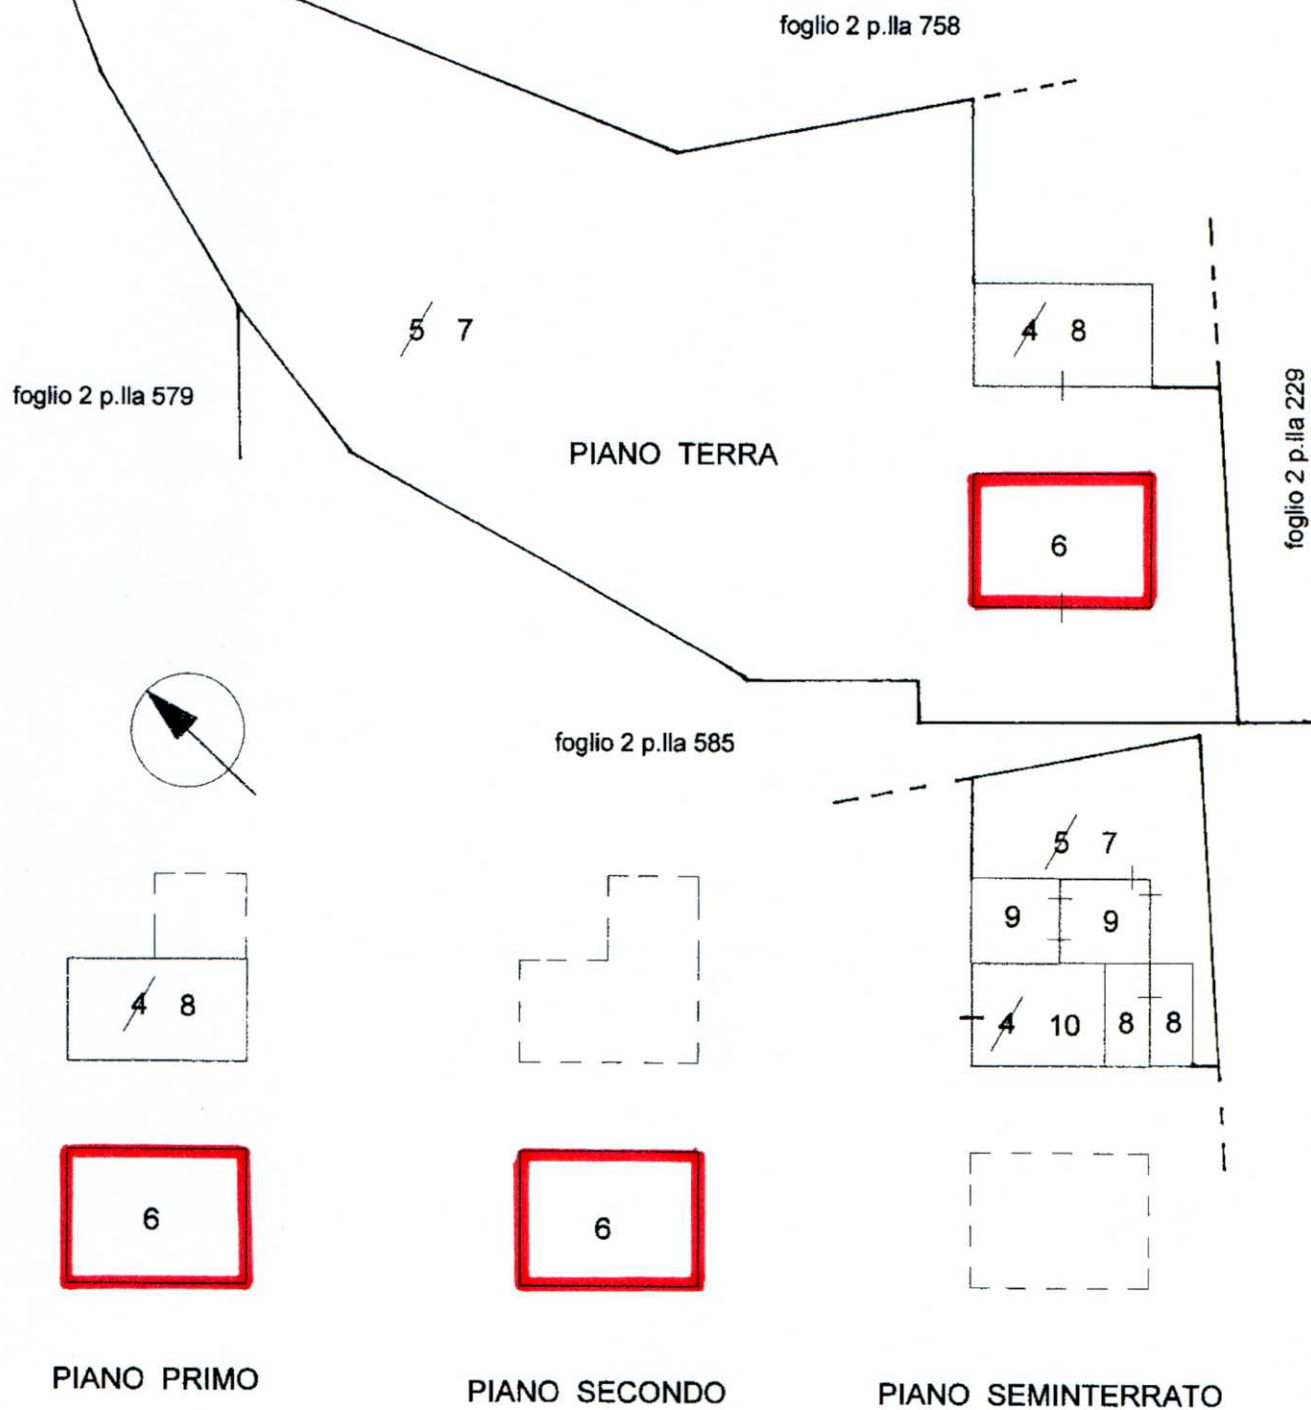 foglio 2 p.lla 758
5 7
4 8
foglio 2 p.lla 579
foglio 2 p.lla 229
PIANO TERRA
6
foglio 2 p.lla 585
5 7
9 9
4 8
4 10 8 8
6
6
PIANO PRIMO
PIANO SECONDO
PIANO SEMINTERRATO